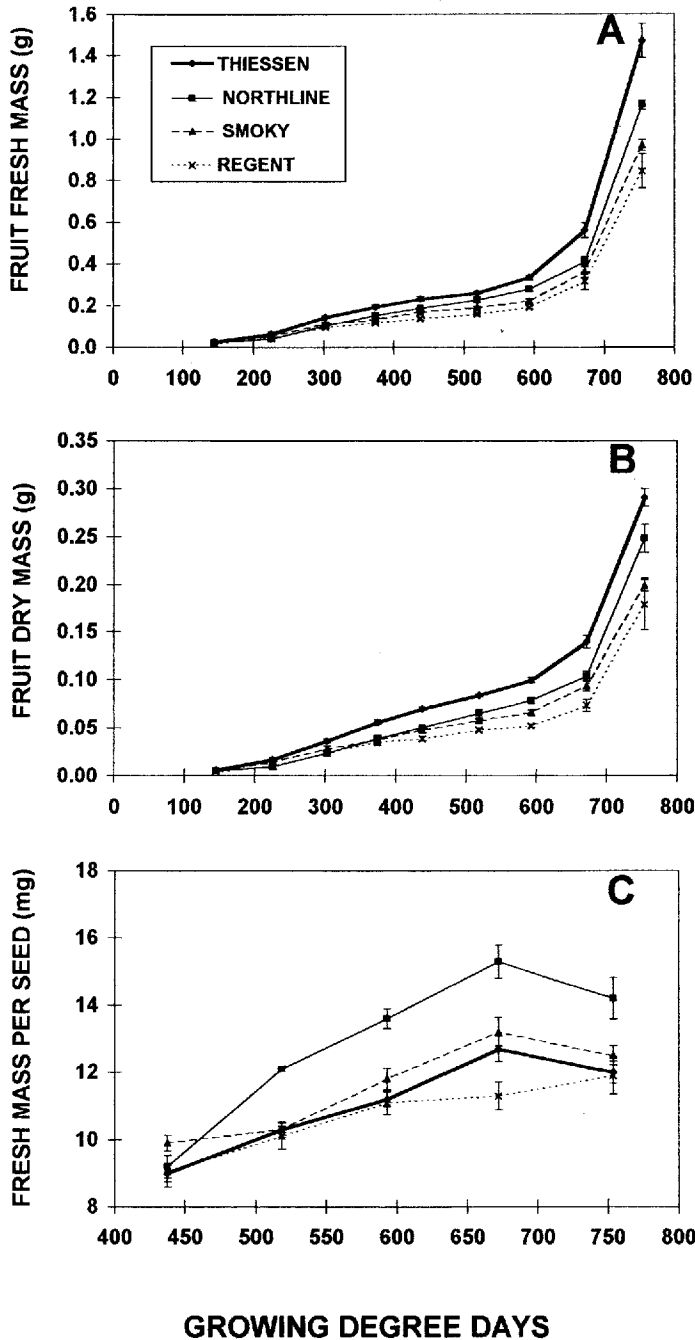 A
FRUIT FRESH MASS (g)
1.6
1.4
1.2
1.0
0.8
0.6
0.4
0.2
0.0
THIESSEN
NORTHLINE
SMOKY
REGENT
0 100 200 300 400 500 600 700 800
B
FRUIT DRY MASS (g)
0.35
0.30
0.25
0.20
0.15
0.10
0.05
0.00
0 100 200 300 400 500 600 700 800
C
FRESH MASS PER SEED (mg)
18
16
14
12
10
8
400 450 500 550 600 650 700 750 800
GROWING DEGREE DAYS